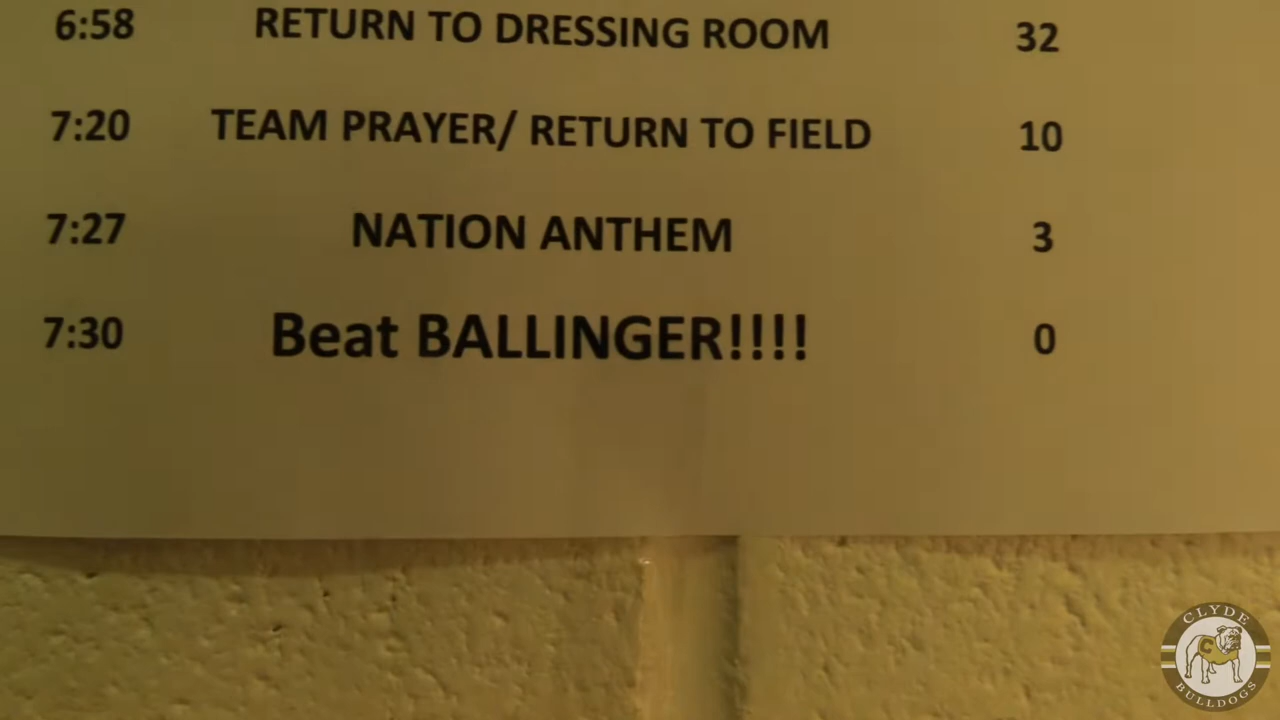 6:58 RETURN TO DRESSING ROOM 32
7:20 TEAM PRAYER/ RETURN TO FIELD 10
7:27 NATION ANTHEM 3
7:30 Beat BALLINGER!!!! 0
CLYDE
C
BULLDOGS